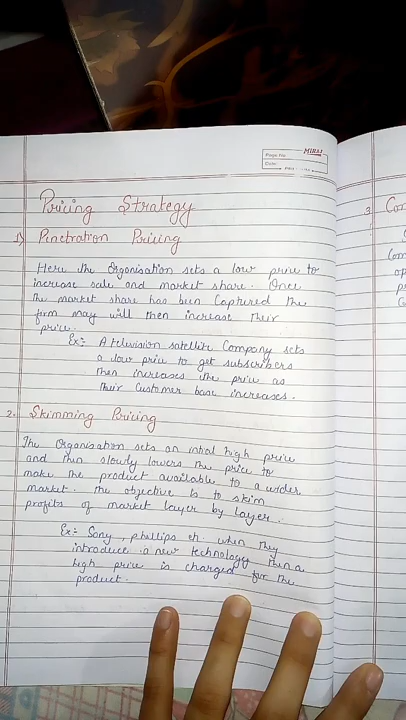 MIRAJ
Page No.
Date:
Pricing Strategy
1) Penetration Pricing
Here the Organisation sets a low price to
increase sale and market share. Once
the market share has been Captured the
firm may will then increase their
price.
Ex:- A television satellite Company sets
a low price to get subscribers
then increases the price as
their Customer base increases.
2. Skimming Pricing
The Organisation sets an intial high price
and then slowly lowers the price to
make the product available to a wider
market. The objective is to skim
profits of market layer by layer.
Ex:- Sony, phillips etc. when they
introduce a new technology then a
high price is charged for the
product.
3